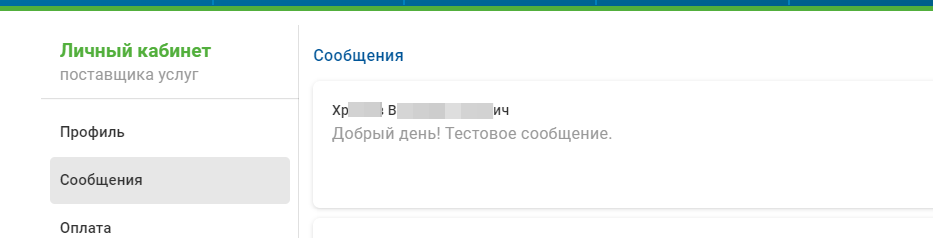 Личный кабинет
поставщика услуг
Профиль
Сообщения
Оплата
Сообщения
Добрый день! Тестовое сообщение.